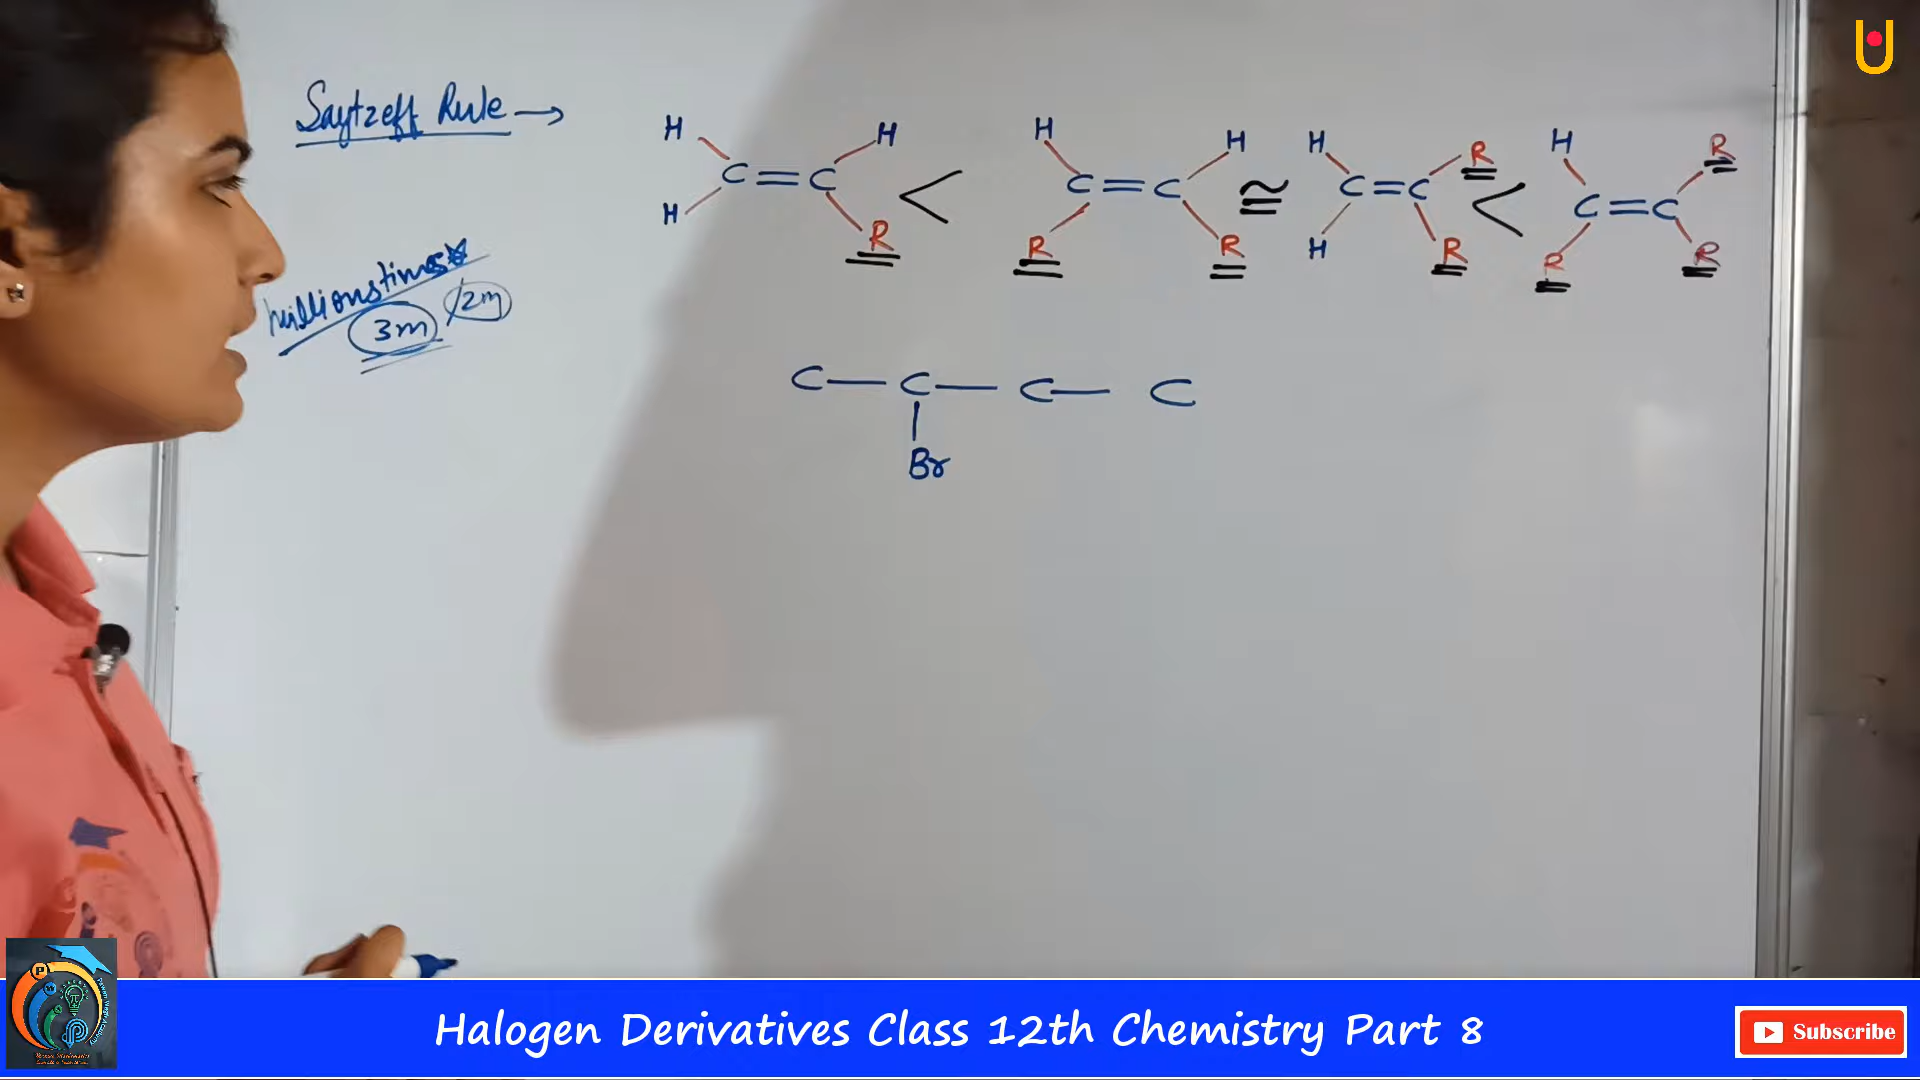 Saytzeff Rule →
H H H H H R H R
C=C < C=C ≅ C=C < C=C
H R R R H R R R
millionstimes*
3m /2m
C—C—C—C
|
Br
Halogen Derivatives Class 12th Chemistry Part 8
Subscribe